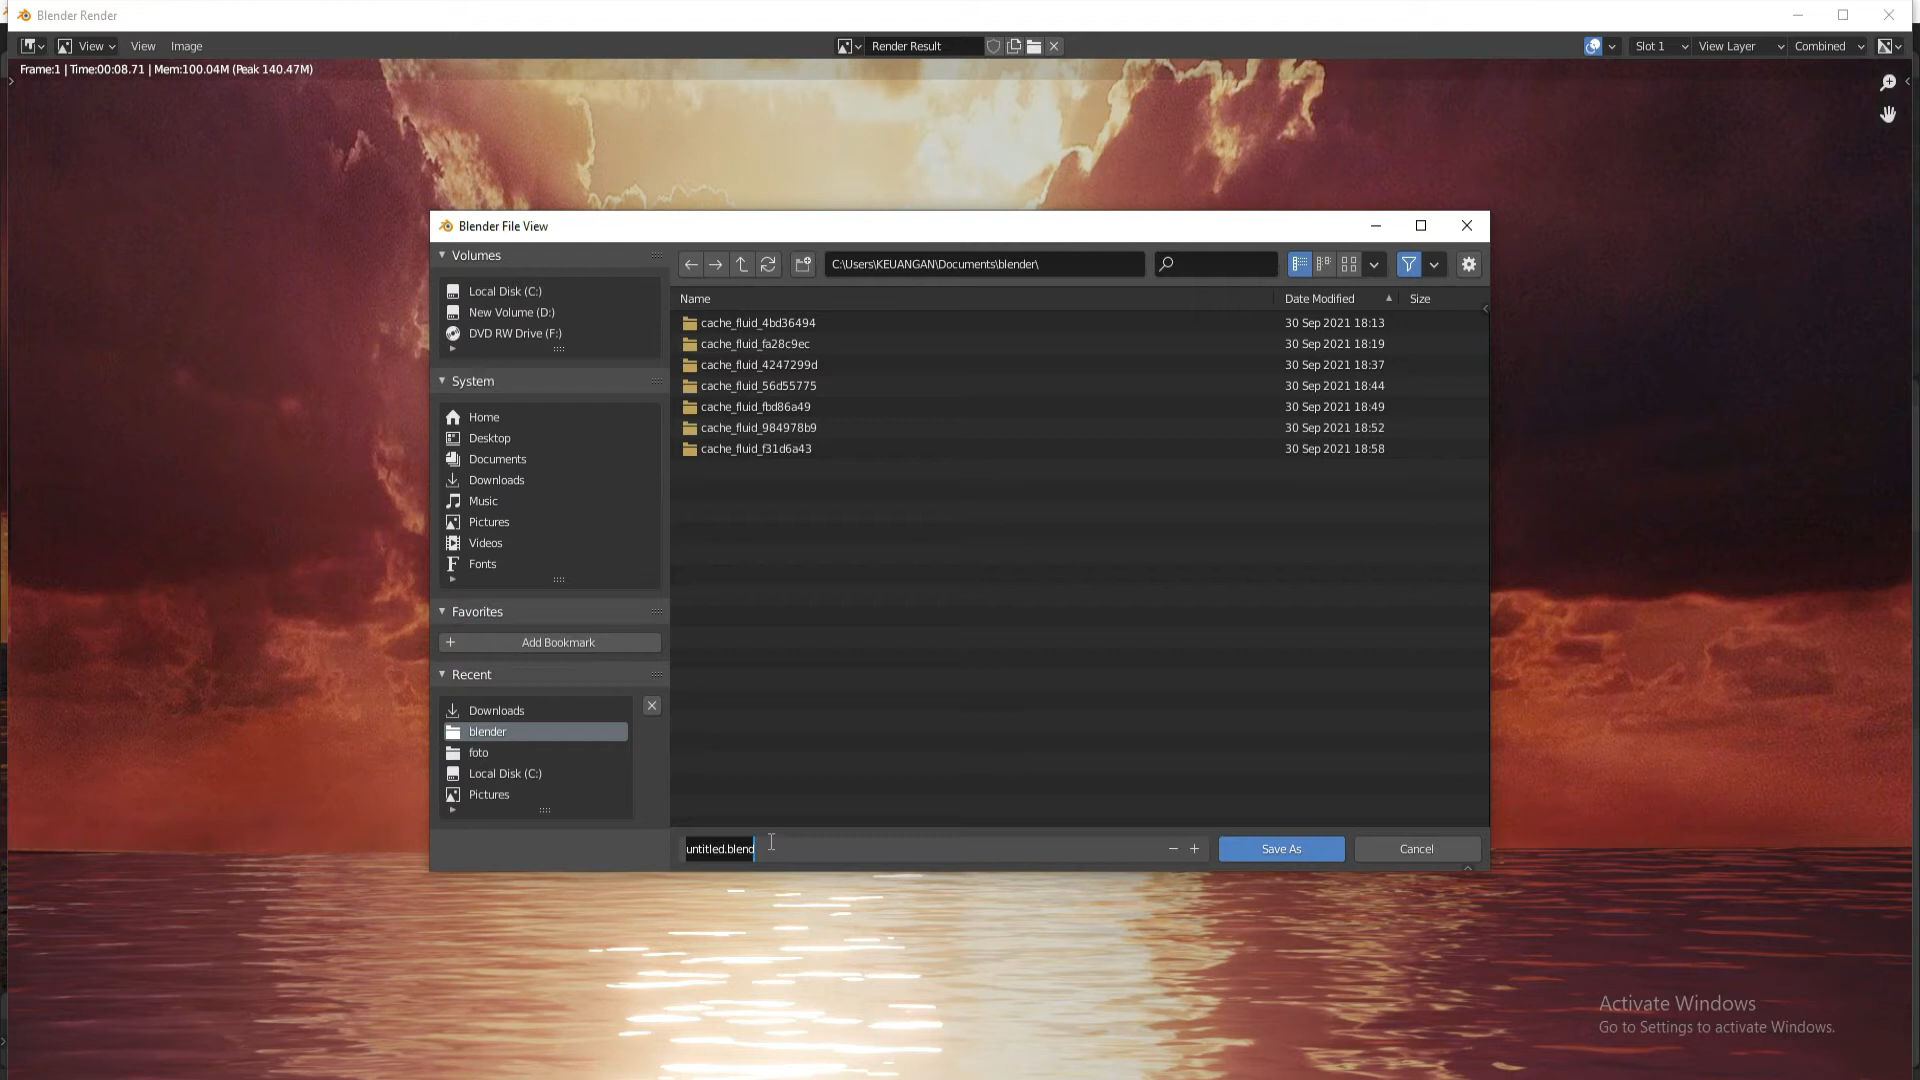 Blender Render
View View Image Render Result Slot 1 View Layer Combined
Frame:1 | Time:00:08.71 | Mem:100.04M (Peak 140.47M)
Blender File View
Volumes
Local Disk (C:)
New Volume (D:)
DVD RW Drive (F:)
System
Home
Desktop
Documents
Downloads
Music
Pictures
Videos
Fonts
Favorites
Add Bookmark
Recent
Downloads
blender
foto
Local Disk (C:)
Pictures
C:\Users\KEUANGAN\Documents\blender\
Name Date Modified Size
cache_fluid_4bd36494 30 Sep 2021 18:13
cache_fluid_fa28c9ec 30 Sep 2021 18:19
cache_fluid_4247299d 30 Sep 2021 18:37
cache_fluid_56d55775 30 Sep 2021 18:44
cache_fluid_fbd86a49 30 Sep 2021 18:49
cache_fluid_984978b9 30 Sep 2021 18:52
cache_fluid_f31d6a43 30 Sep 2021 18:58
untitled.blend Save As Cancel
Activate Windows
Go to Settings to activate Windows.